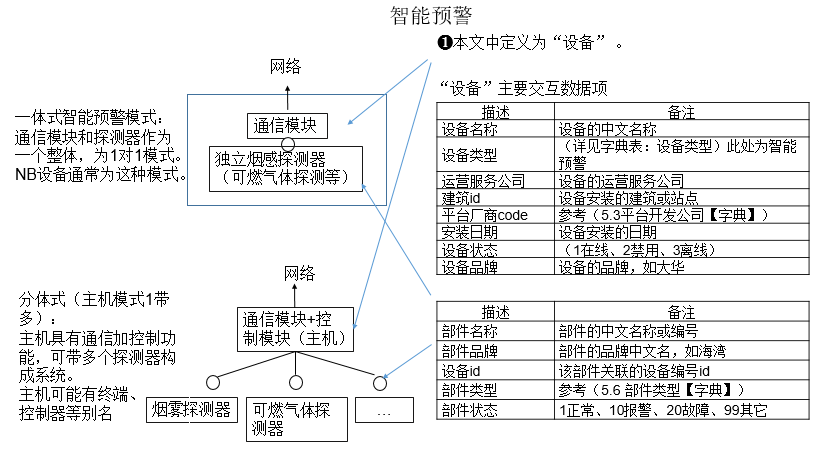 智能预警
❶本文中定义为“设备” 。
网络
“设备”主要交互数据项
一体式智能预警模式：
通信模块和探测器作为
一个整体，为1对1模式。
NB设备通常为这种模式。
通信模块
独立烟感探测器
（可燃气体探测等）
描述 备注
设备名称 设备的中文名称
设备类型 （详见字典表：设备类型）此处为智能
预警
运营服务公司 设备的运营服务公司
建筑id 设备安装的建筑或站点
平台厂商code 参考（5.3平台开发公司【字典】）
安装日期 设备安装的日期
设备状态 （1在线、2禁用、3离线）
设备品牌 设备的品牌，如大华
网络
分体式（主机模式1带
多）：
主机具有通信加控制功
能，可带多个探测器构
成系统。
主机可能有终端、
控制器等别名
通信模块+控
制模块（主机）
烟雾探测器
可燃气体探
测器
…
描述 备注
部件名称 部件的中文名称或编号
部件品牌 部件的品牌中文名，如海湾
设备id 该部件关联的设备编号id
部件类型 参考（5.6 部件类型【字典】）
部件状态 1正常、10报警、20故障、99其它